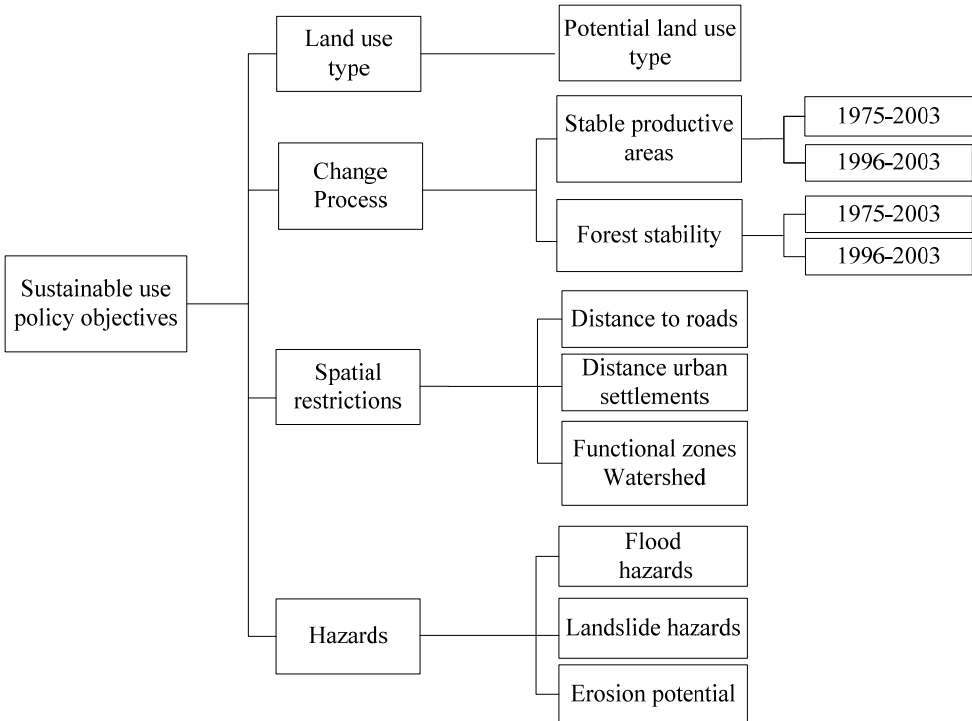 Land use
type
Potential land use
type
Stable productive
areas
1975-2003
1996-2003
Change
Process
Forest stability
1975-2003
1996-2003
Sustainable use
policy objectives
Spatial
restrictions
Distance to roads
Distance urban
settlements
Functional zones
Watershed
Hazards
Flood
hazards
Landslide hazards
Erosion potential